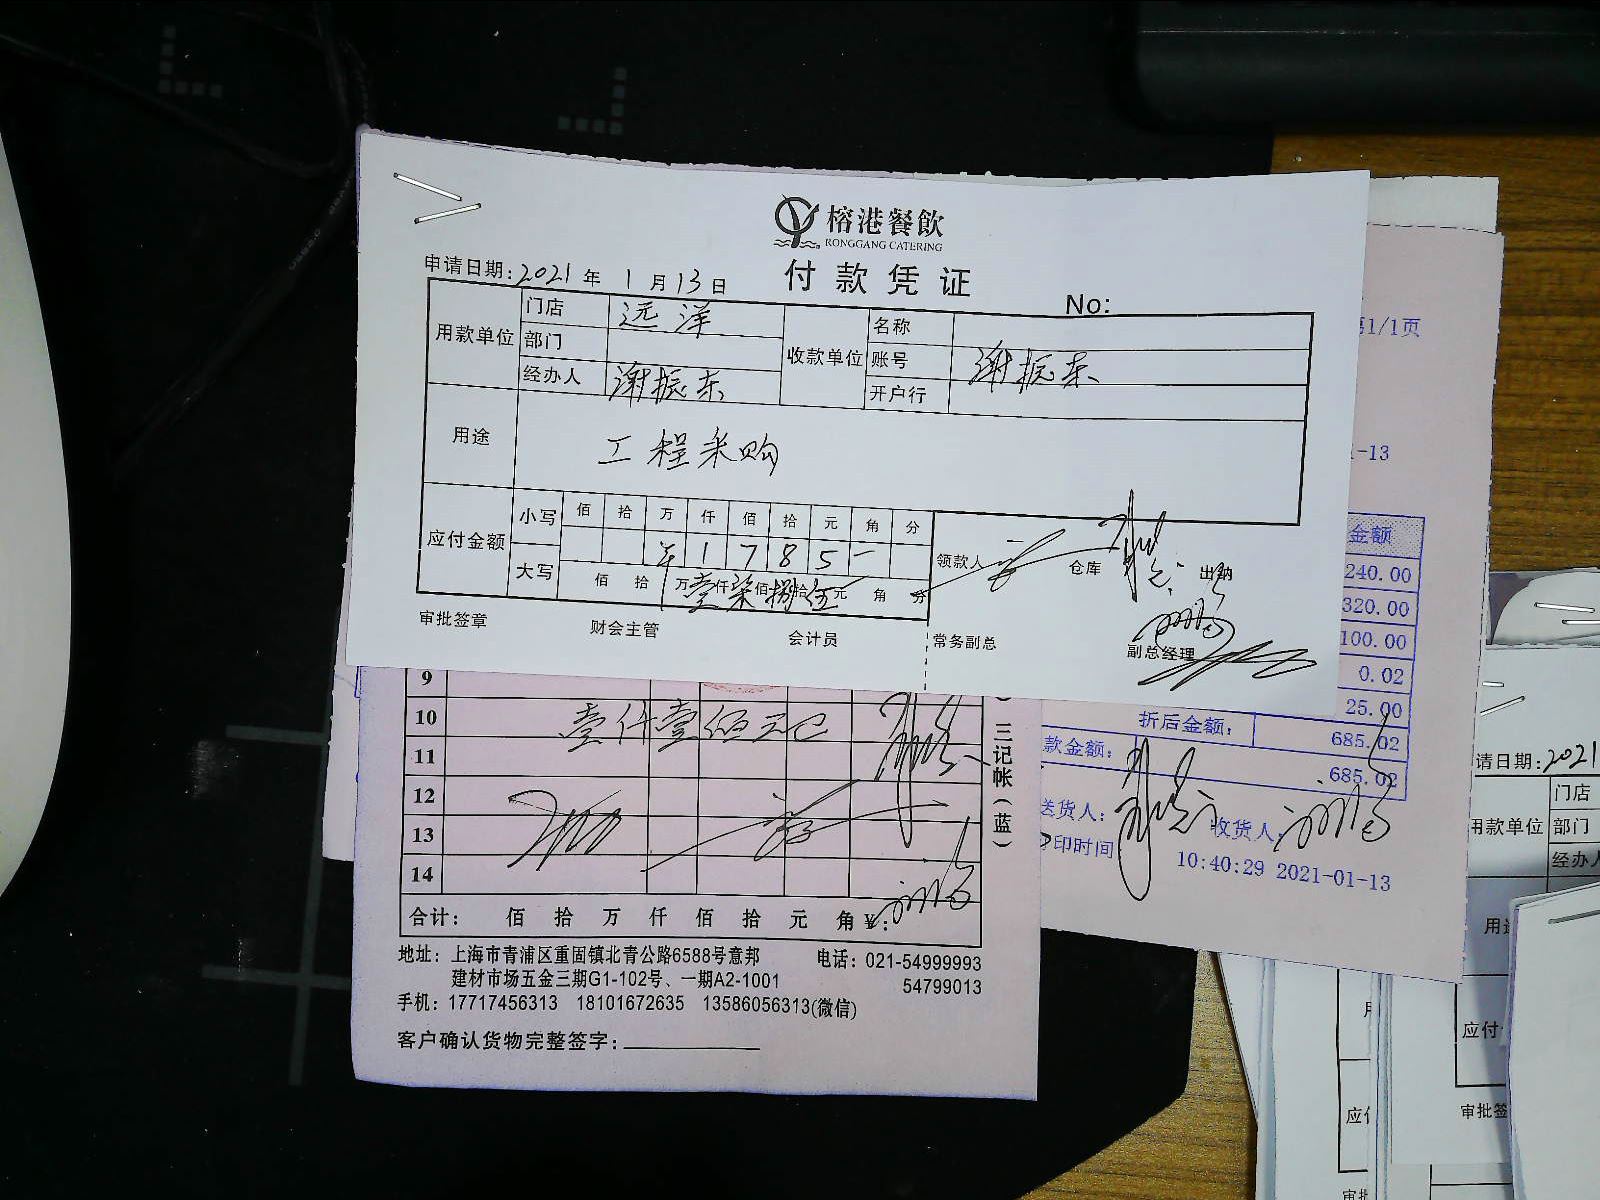 榕港餐飲
RONGGANG CATERING
付款凭证
申请日期:2021年1月13日
No:
用款单位 门店 远洋
部门
经办人 谢振东
收款单位 名称
账号 谢振东
开户行
用途 工程采购
应付金额 小写 佰 拾 万 仟 佰 拾 元 角 分
¥ 1 7 8 5 一
大写 佰 拾 万壹仟柒佰捌拾伍元 角 分
领款人 仓库 出纳
审批签章 财会主管 会计员 常务副总 副总经理
9
10 壹仟壹佰元已
11
12
13
14
三记帐(蓝)
合计: 佰 拾 万 仟 佰 拾 元 角 ¥:
地址: 上海市青浦区重固镇北青公路6588号意邦
建材市场五金三期G1-102号、一期A2-1001
电话: 021-54999993
54799013
手机: 17717456313 18101672635 13586056313(微信)
客户确认货物完整签字:
1/1页
-13
金额
240.00
320.00
100.00
0.02
25.00
折后金额: 685.02
款金额: 685.02
送货人: 收货人:
印时间 10:40:29 2021-01-13
请日期:2021
用款单位 门店
部门
经办
用
应付
审批签